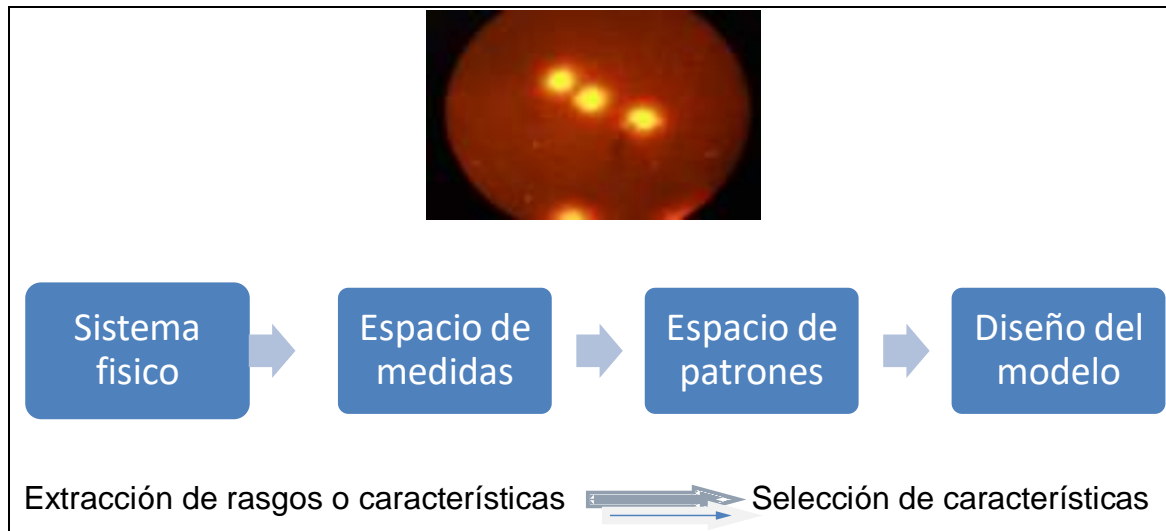 Sistema
fisico
Espacio de
medidas
Espacio de
patrones
Diseño del
modelo
Extracción de rasgos o características
Selección de características